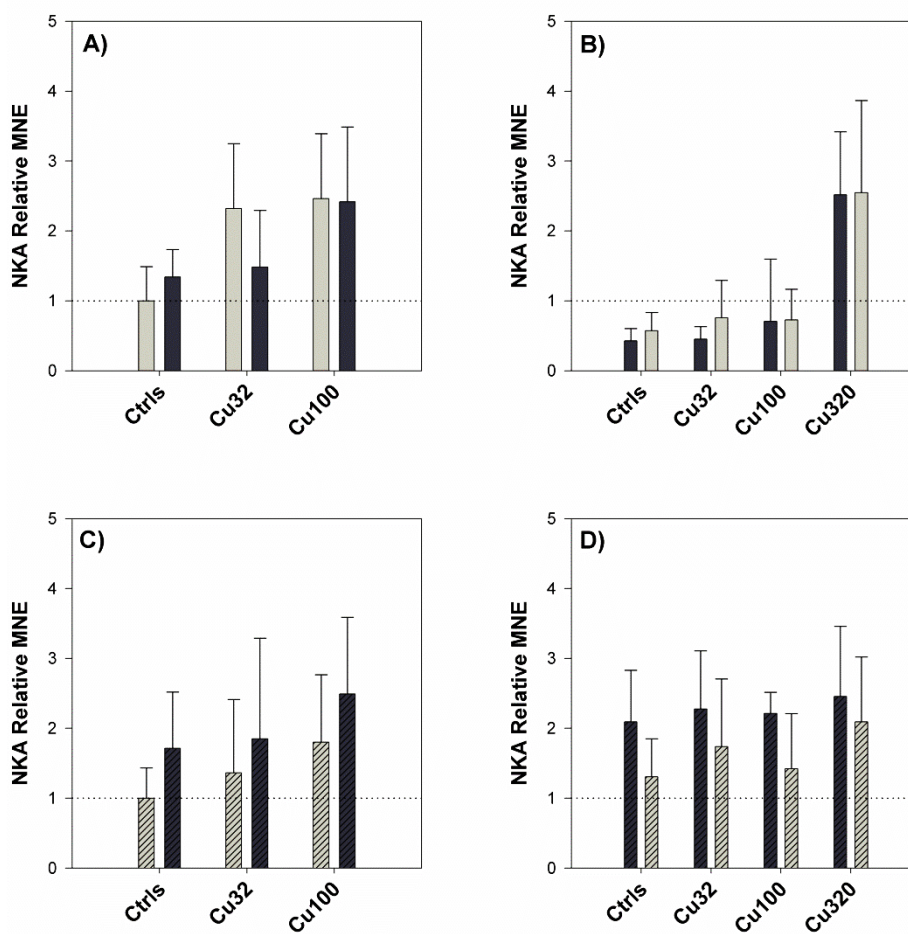 A)
NKA Relative MNE
5
4
3
2
1
0
Ctrls
Cu32
Cu100
B)
NKA Relative MNE
5
4
3
2
1
0
Ctrls
Cu32
Cu100
Cu320
C)
NKA Relative MNE
5
4
3
2
1
0
Ctrls
Cu32
Cu100
D)
NKA Relative MNE
5
4
3
2
1
0
Ctrls
Cu32
Cu100
Cu320